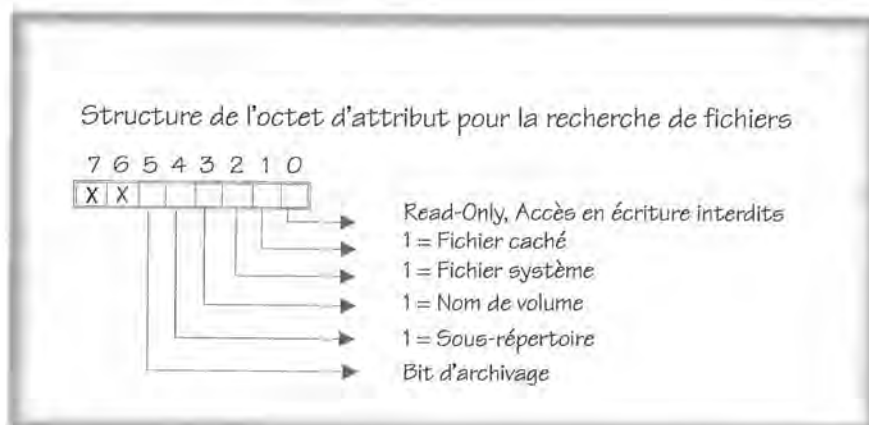 Structure de l'octet d'attribut pour la recherche de fichiers
7 6 5 4 3 2 1 0
X X
Read-Only, Accès en écriture interdits
1 = Fichier caché
1 = Fichier système
1 = Nom de volume
1 = Sous-répertoire
Bit d'archivage